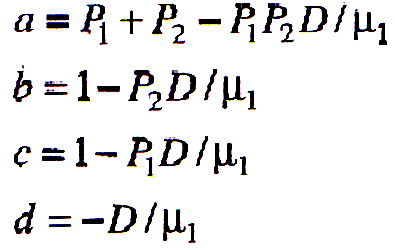 a = P₁ + P₂ − P₁P₂D/μ₁
b = 1 − P₂D/μ₁
c = 1 − P₁D/μ₁
d = −D/μ₁